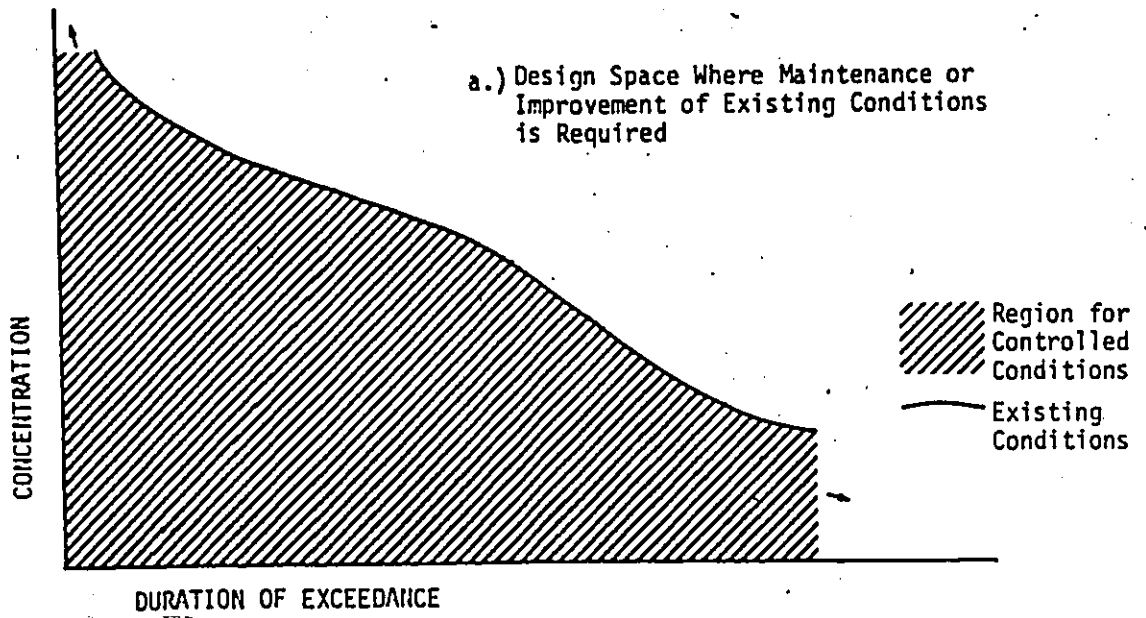 a.) Design Space Where Maintenance or
Improvement of Existing Conditions
is Required
Region for
Controlled
Conditions
Existing
Conditions
CONCENTRATION
DURATION OF EXCEEDANCE